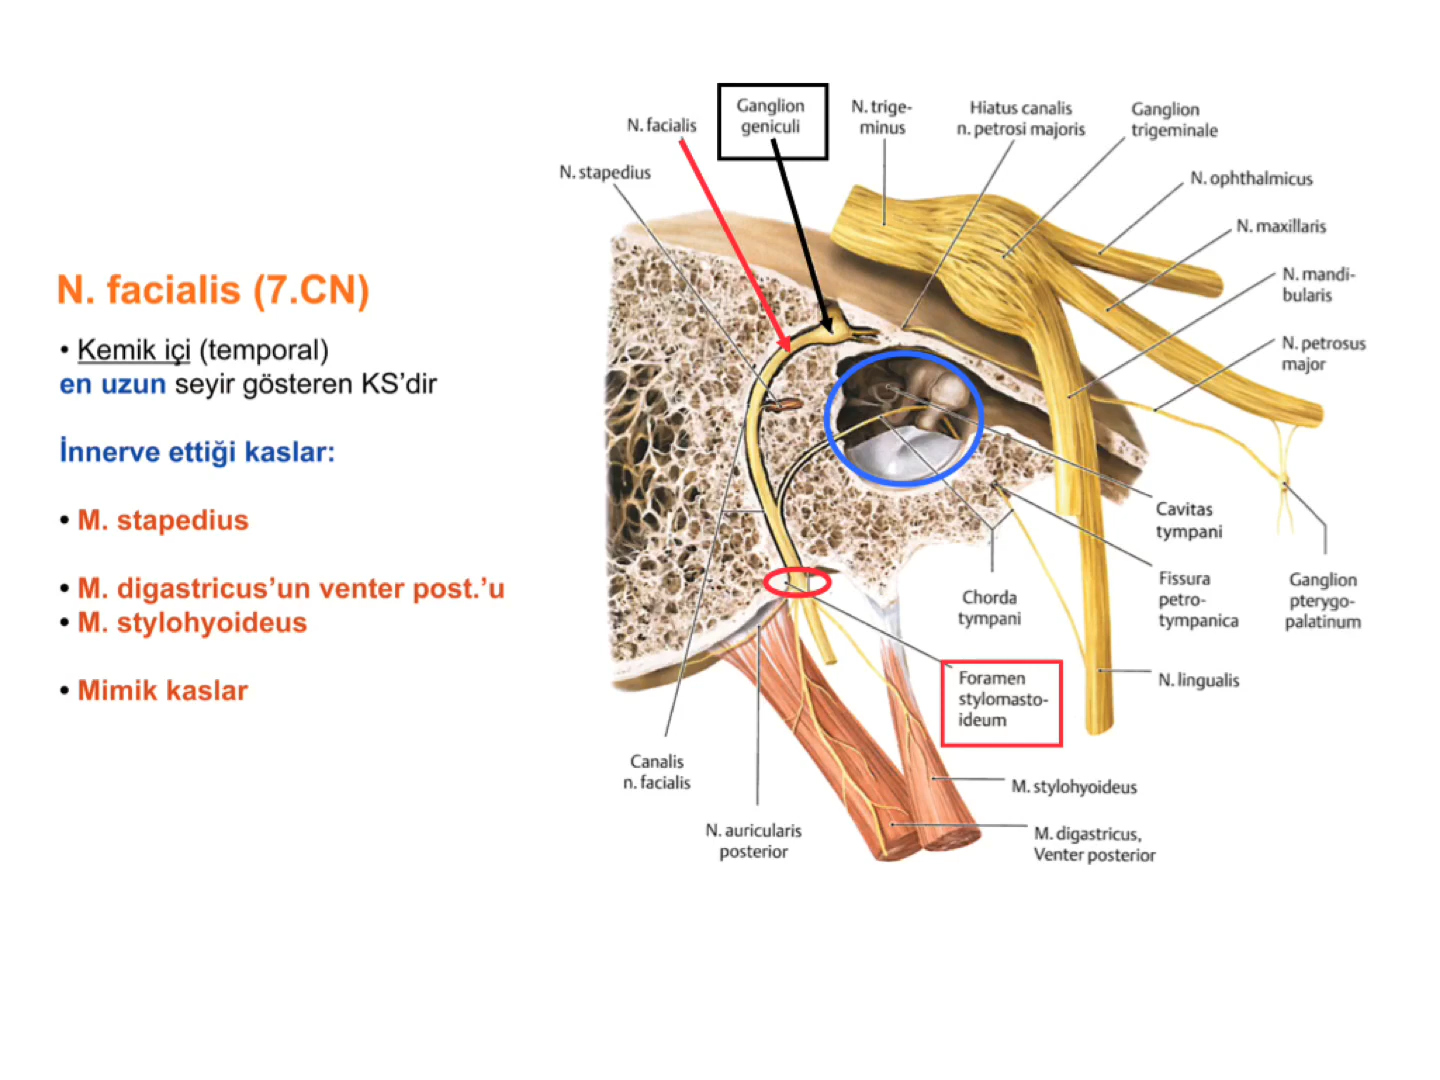 N. facialis (7.CN)
• Kemik içi (temporal)
en uzun seyir gösteren KS’dir
İnnerve ettiği kaslar:
• M. stapedius
• M. digastricus’un venter post.’u
• M. stylohyoideus
• Mimik kaslar
N. stapedius
N. facialis
Ganglion
geniculi
N. trige-
minus
Hiatus canalis
n. petrosi majoris
Ganglion
trigeminale
N. ophthalmicus
N. maxillaris
N. mandi-
bularis
N. petrosus
major
Cavitas
tympani
Fissura
petro-
tympanica
Ganglion
pterygo-
palatinum
Chorda
tympani
N. lingualis
Foramen
stylomasto-
ideum
Canalis
n. facialis
N. auricularis
posterior
M. stylohyoideus
M. digastricus,
Venter posterior